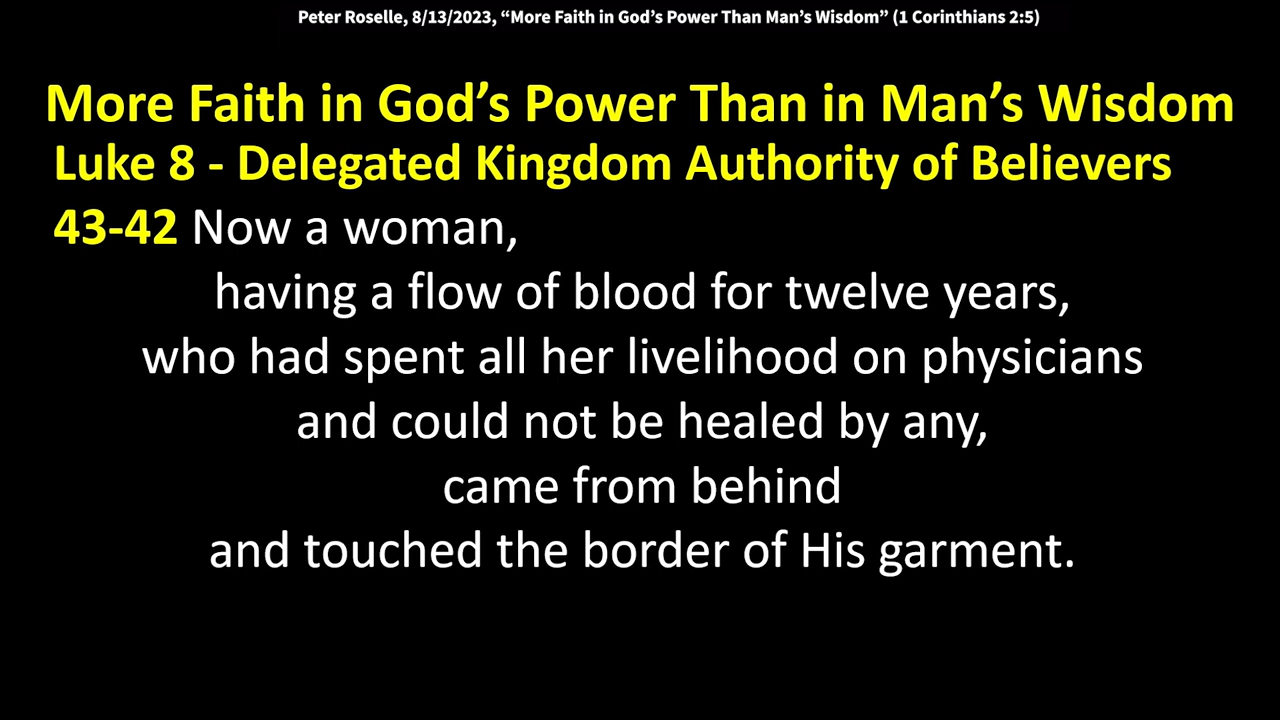 Peter Roselle, 8/13/2023, “More Faith in God’s Power Than Man’s Wisdom” (1 Corinthians 2:5)
More Faith in God’s Power Than in Man’s Wisdom
Luke 8 - Delegated Kingdom Authority of Believers
43-42 Now a woman,
having a flow of blood for twelve years,
who had spent all her livelihood on physicians
and could not be healed by any,
came from behind
and touched the border of His garment.